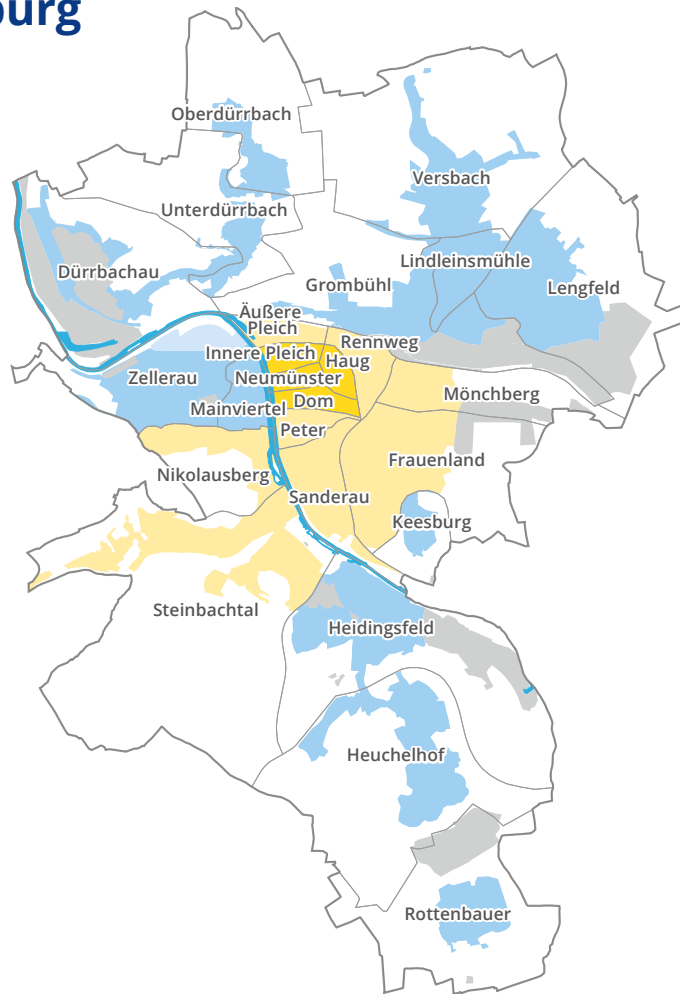 burg
Oberdürrbach
Versbach
Unterdürrbach
Lindleinsmühle
Dürrbachau
Grombühl
Lengfeld
Äußere
Pleich
Rennweg
Innere Pleich
Haug
Zellerau
Neumünster
Mönchberg
Mainviertel
Dom
Peter
Frauenland
Nikolausberg
Sanderau
Keesburg
Steinbachtal
Heidingsfeld
Heuchelhof
Rottenbauer